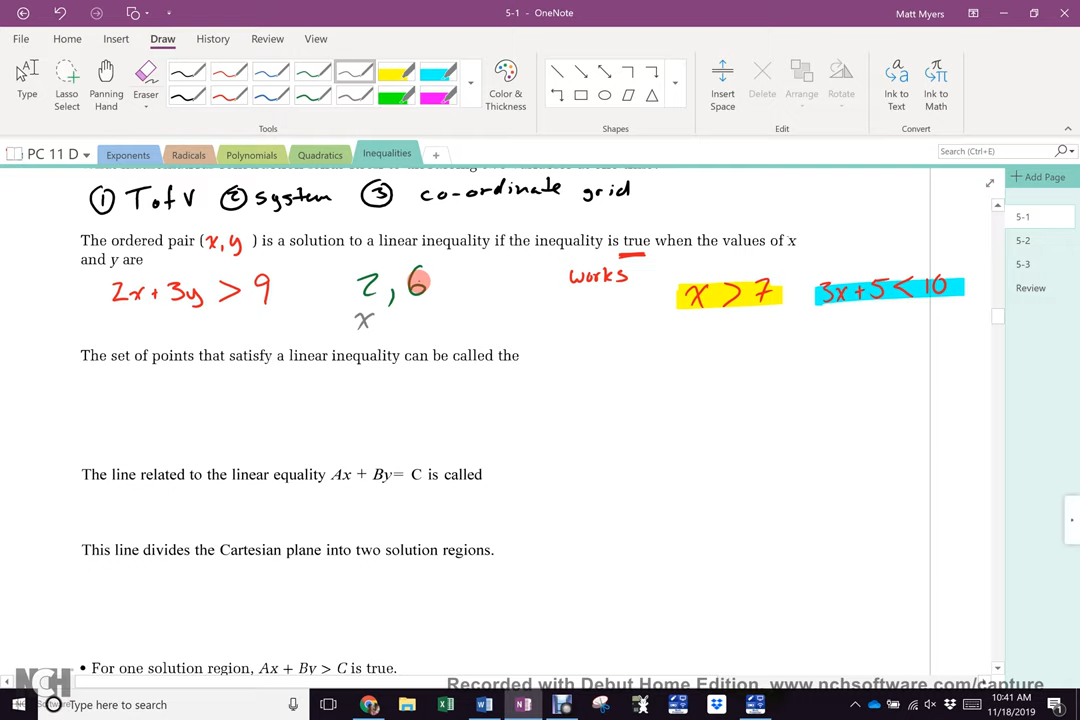 5-1 - OneNote
Matt Myers
File Home Insert Draw History Review View
Type Lasso Select Panning Hand Eraser Color & Thickness Insert Space Delete Arrange Rotate Ink to Text Ink to Math
Tools Shapes Edit Convert
PC 11 D Exponents Radicals Polynomials Quadratics Inequalities + Search (Ctrl+E)
+ Add Page
5-1
5-2
5-3
Review
① T of V ② system ③ co-ordinate grid
The ordered pair (x, y ) is a solution to a linear inequality if the inequality is true when the values of x
and y are
works
2x + 3y > 9 2, 6 x > 7 3x + 5 < 10
x
The set of points that satisfy a linear inequality can be called the
The line related to the linear equality Ax + By= C is called
This line divides the Cartesian plane into two solution regions.
• For one solution region, Ax + By > C is true.
NCH Software
Recorded with Debut Home Edition. www.nchsoftware.com/capture
Type here to search
10:41 AM
11/18/2019